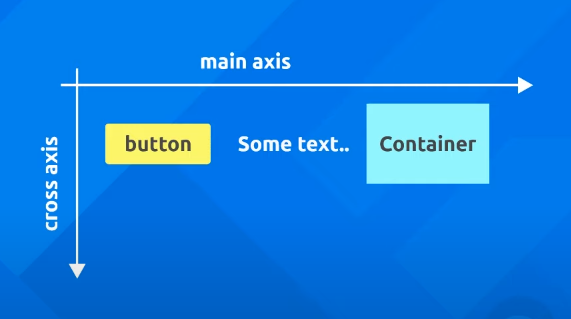 main axis
cross axis
button
Some text..
Container